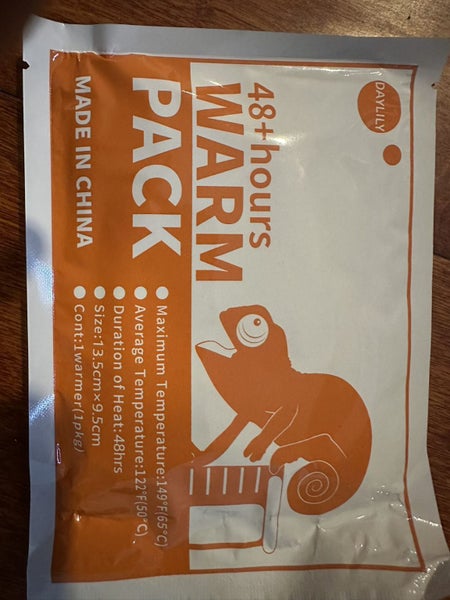 DAYLILY
48+hours
WARM
PACK
MADE IN CHINA
Maximum Temperature:149°F(65°C)
Average Temperature:122°F(50°C)
Duration of Heat:48hrs
Size:13.5cm×9.5cm
Cont:1warmer(1pkg)